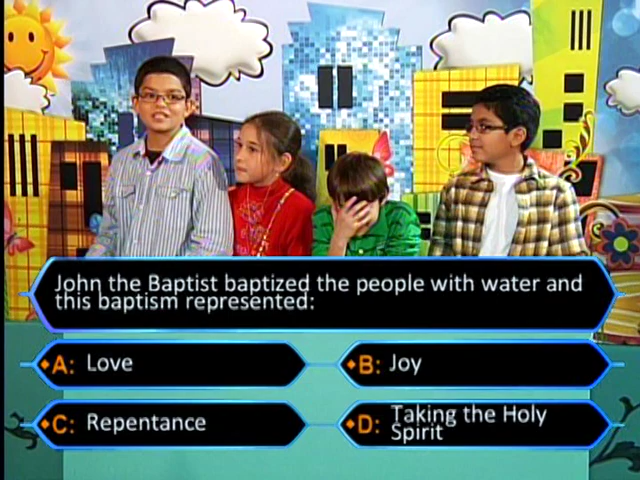 John the Baptist baptized the people with water and
this baptism represented:
A: Love
B: Joy
C: Repentance
D: Taking the Holy
Spirit